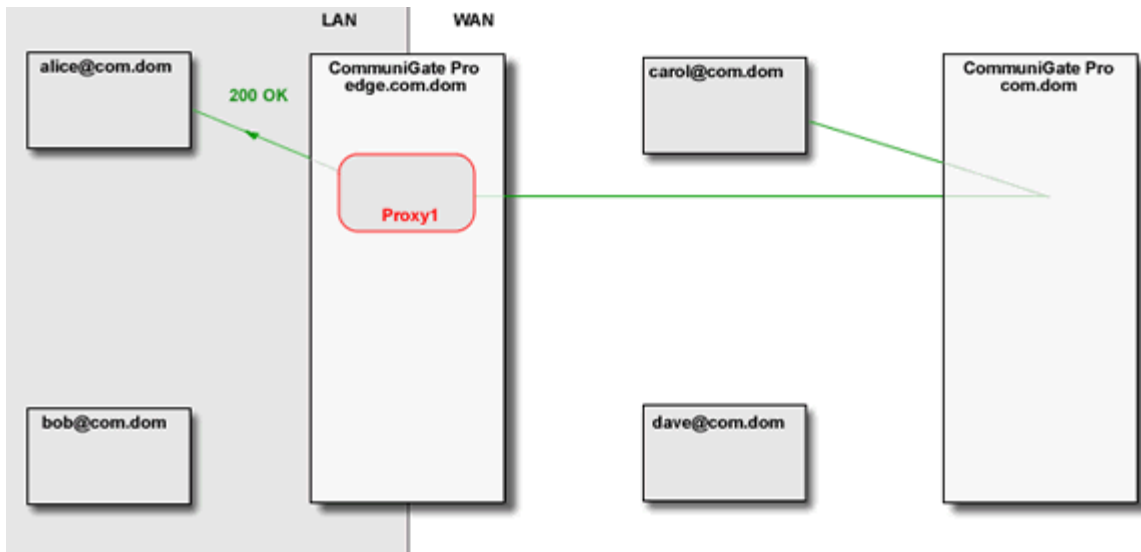 LAN
WAN
alice@com.dom
CommuniGate Pro
edge.com.dom
carol@com.dom
CommuniGate Pro
com.dom
200 OK
Proxy1
bob@com.dom
dave@com.dom